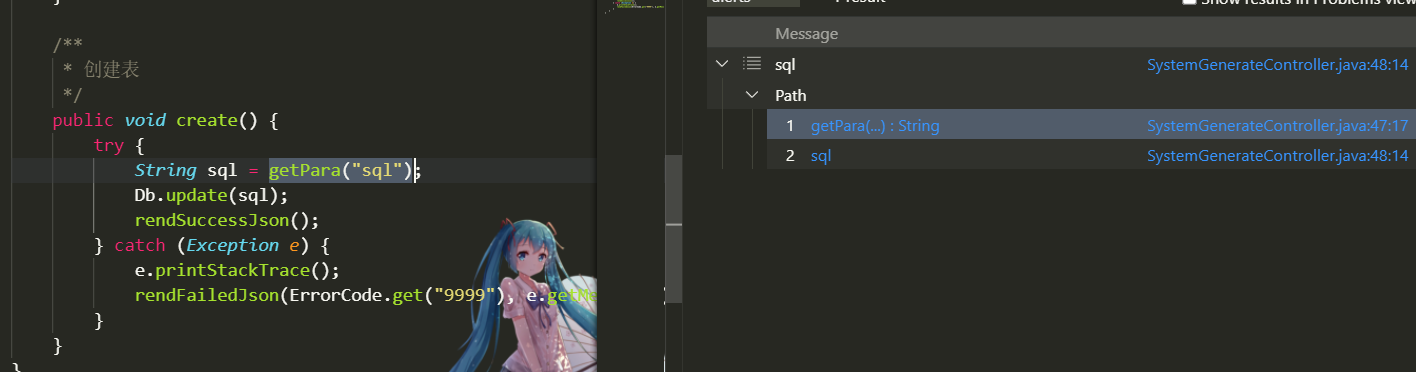 }
/**
* 创建表
*/
public void create() {
try {
String sql = getPara("sql");
Db.update(sql);
rendSuccessJson();
} catch (Exception e) {
e.printStackTrace();
rendFailedJson(ErrorCode.get("9999"), e.getMe
}
}
}
alerts
1 result
Show results in Problems view
Message
sql SystemGenerateController.java:48:14
Path
1 getPara(...) : String SystemGenerateController.java:47:17
2 sql SystemGenerateController.java:48:14